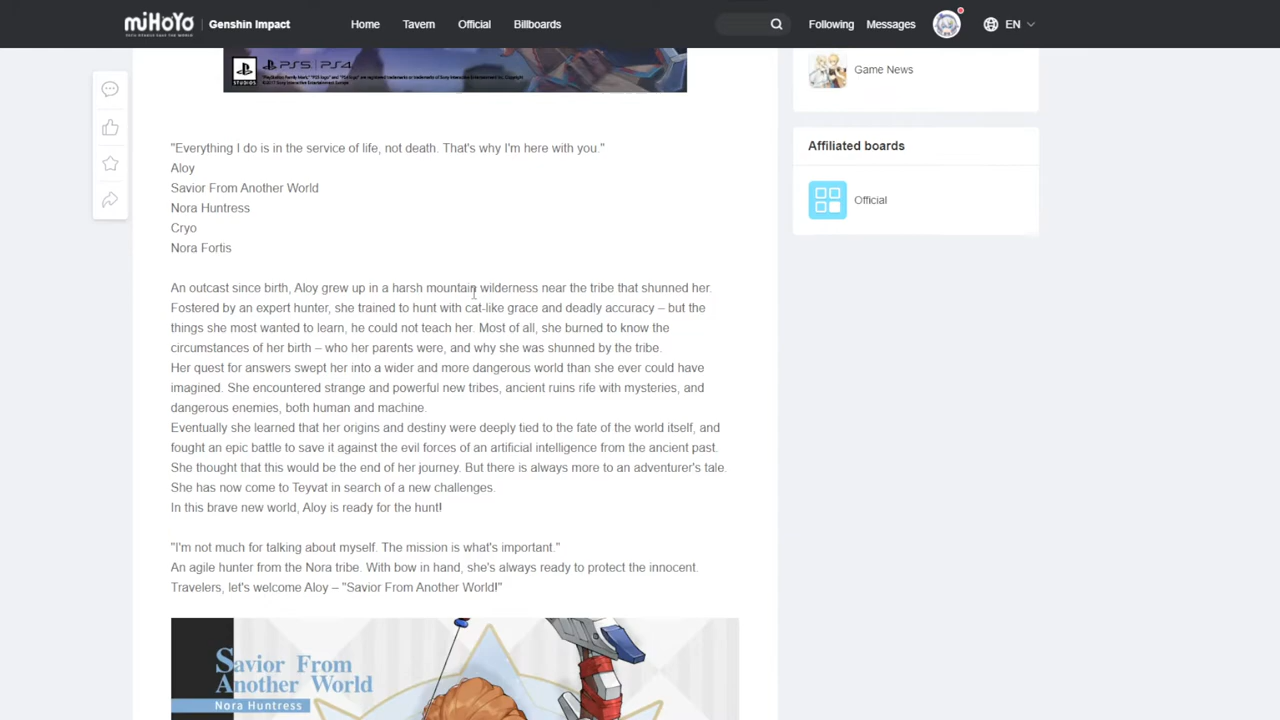 miHoYo
TECH OTAKUS SAVE THE WORLD
Genshin Impact
Home
Tavern
Official
Billboards
Following
Messages
EN
STUDIOS
PS5 | PS4
Game News
Affiliated boards
Official
"Everything I do is in the service of life, not death. That's why I'm here with you."
Aloy
Savior From Another World
Nora Huntress
Cryo
Nora Fortis
An outcast since birth, Aloy grew up in a harsh mountain wilderness near the tribe that shunned her.
Fostered by an expert hunter, she trained to hunt with cat-like grace and deadly accuracy – but the
things she most wanted to learn, he could not teach her. Most of all, she burned to know the
circumstances of her birth – who her parents were, and why she was shunned by the tribe.
Her quest for answers swept her into a wider and more dangerous world than she ever could have
imagined. She encountered strange and powerful new tribes, ancient ruins rife with mysteries, and
dangerous enemies, both human and machine.
Eventually she learned that her origins and destiny were deeply tied to the fate of the world itself, and
fought an epic battle to save it against the evil forces of an artificial intelligence from the ancient past.
She thought that this would be the end of her journey. But there is always more to an adventurer's tale.
She has now come to Teyvat in search of a new challenges.
In this brave new world, Aloy is ready for the hunt!
"I'm not much for talking about myself. The mission is what's important."
An agile hunter from the Nora tribe. With bow in hand, she's always ready to protect the innocent.
Travelers, let's welcome Aloy – "Savior From Another World!"
Savior From
Another World
Nora Huntress